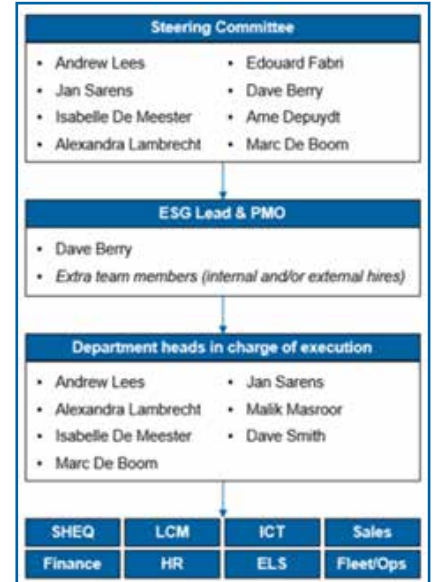 Steering Committee
• Andrew Lees
• Jan Sarens
• Isabelle De Meester
• Alexandra Lambrecht
• Edouard Fabri
• Dave Berry
• Arne Depuydt
• Marc De Boom
ESG Lead & PMO
• Dave Berry
• Extra team members (internal and/or external hires)
Department heads in charge of execution
• Andrew Lees
• Alexandra Lambrecht
• Isabelle De Meester
• Marc De Boom
• Jan Sarens
• Malik Masroor
• Dave Smith
SHEQ LCM ICT Sales
Finance HR ELS Fleet/Ops